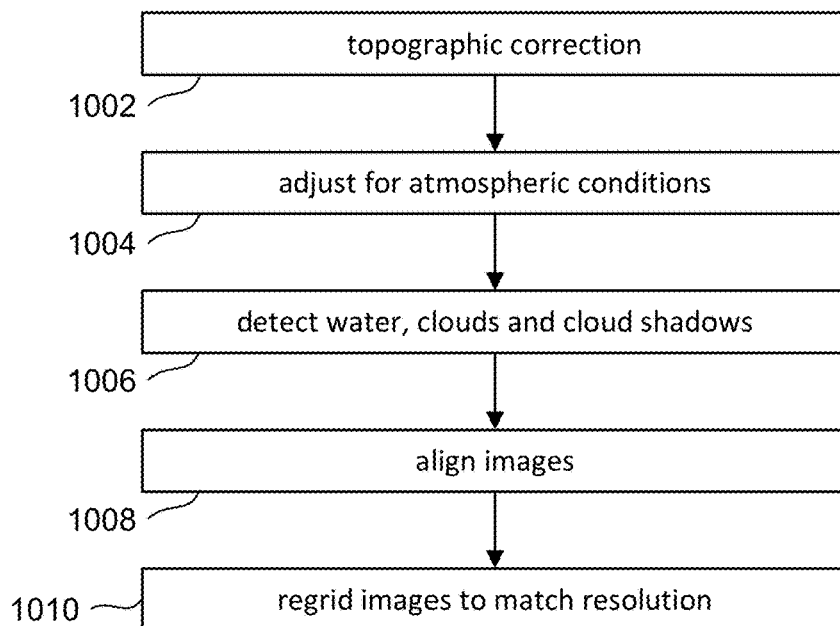 topographic correction
1002
adjust for atmospheric conditions
1004
detect water, clouds and cloud shadows
1006
align images
1008
regrid images to match resolution
1010